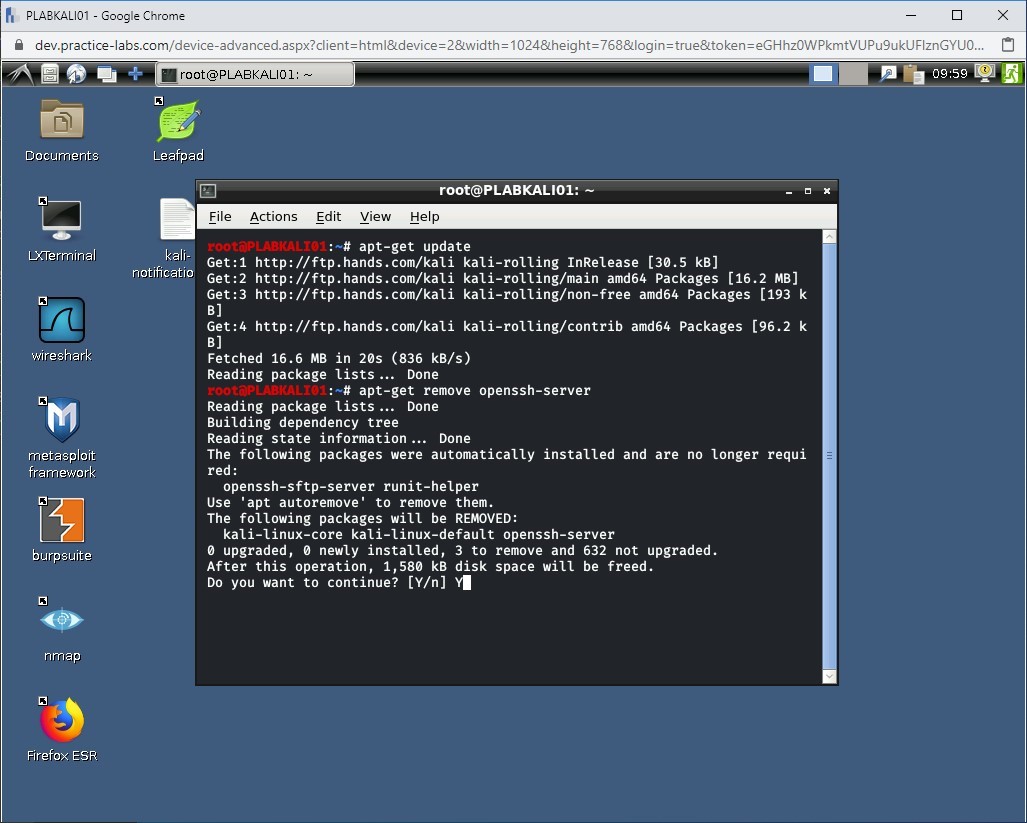 PLABKALI01 - Google Chrome
dev.practice-labs.com/device-advanced.aspx?client=html&device=2&width=1024&height=768&login=true&token=eGHhz0WPkmtVUPu9ukUFlznGYU0...
root@PLABKALI01: ~
09:59
Documents
Leafpad
LXTerminal
kali-
notificatio
wireshark
metasploit
framework
burpsuite
nmap
Firefox ESR
root@PLABKALI01: ~
File Actions Edit View Help
root@PLABKALI01:~# apt-get update
Get:1 http://ftp.hands.com/kali kali-rolling InRelease [30.5 kB]
Get:2 http://ftp.hands.com/kali kali-rolling/main amd64 Packages [16.2 MB]
Get:3 http://ftp.hands.com/kali kali-rolling/non-free amd64 Packages [193 k
B]
Get:4 http://ftp.hands.com/kali kali-rolling/contrib amd64 Packages [96.2 k
B]
Fetched 16.6 MB in 20s (836 kB/s)
Reading package lists... Done
root@PLABKALI01:~# apt-get remove openssh-server
Reading package lists... Done
Building dependency tree
Reading state information... Done
The following packages were automatically installed and are no longer requi
red:
openssh-sftp-server runit-helper
Use 'apt autoremove' to remove them.
The following packages will be REMOVED:
kali-linux-core kali-linux-default openssh-server
0 upgraded, 0 newly installed, 3 to remove and 632 not upgraded.
After this operation, 1,580 kB disk space will be freed.
Do you want to continue? [Y/n] Y